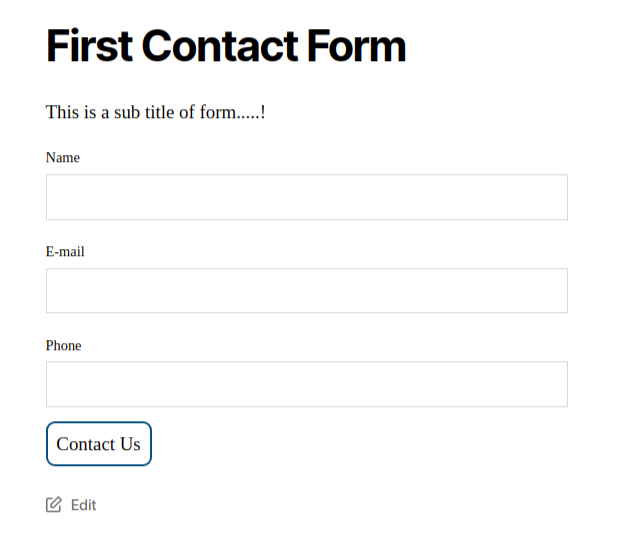 First Contact Form
This is a sub title of form.....!
Name
E-mail
Phone
Contact Us
Edit